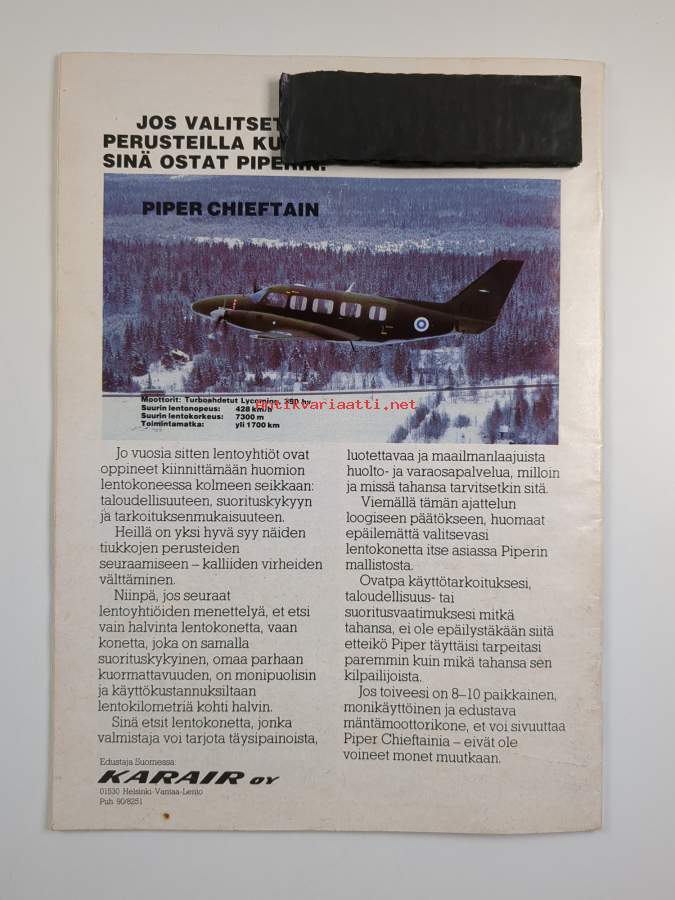 JOS VALITSET
PERUSTEILLA
SINÄ OSTAT PIPERIN.
PIPER CHIEFTAIN
Moottorit: Turboahdetut Lycoming, 350 hv
Suurin lentonopeus: 428 km/h
Suurin lentokorkeus: 7300 m
Toimintamatka: yli 1700 km
antikvariaatti.net
Jo vuosia sitten lentoyhtiöt ovat
oppineet kiinnittämään huomion
lentokoneessa kolmeen seikkaan:
taloudellisuuteen, suorituskykyyn
ja tarkoituksenmukaisuuteen.
Heillä on yksi hyvä syy näiden
tiukkojen perusteiden
seuraamiseen – kalliiden virheiden
välttäminen.
Niinpä, jos seuraat
lentoyhtiöiden menettelyä, et etsi
vain halvinta lentokonetta, vaan
konetta, joka on samalla
suorituskykyinen, omaa parhaan
kuormattavuuden, on monipuolisin
ja käyttökustannuksiltaan
lentokilometriä kohti halvin.
Sinä etsit lentokonetta, jonka
valmistaja voi tarjota täysipainoista,
luotettavaa ja maailmanlaajuista
huolto- ja varaosapalvelua, milloin
ja missä tahansa tarvitsetkin sitä.
Viemällä tämän ajattelun
loogiseen päätökseen, huomaat
epäilemättä valitsevasi
lentokonetta itse asiassa Piperin
mallistosta.
Ovatpa käyttötarkoituksesi,
taloudellisuus- tai
suoritusvaatimuksesi mitkä
tahansa, ei ole epäilystäkään siitä
etteikö Piper täyttäisi tarpeitasi
paremmin kuin mikä tahansa sen
kilpailijoista.
Jos toiveesi on 8–10 paikkainen,
monikäyttöinen ja edustava
mäntämoottorikone, et voi sivuuttaa
Piper Chieftainia – eivät ole
voineet monet muutkaan.
Edustaja Suomessa:
KARAIR OY
01530 Helsinki-Vantaa-Lento
Puh. 90/8251